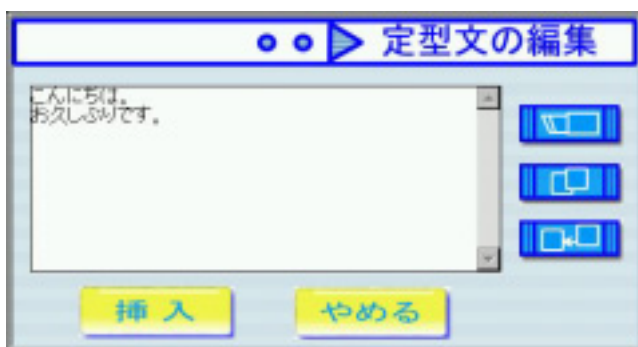 定型文の編集
こんにちは。
お久しぶりです。
挿入
やめる